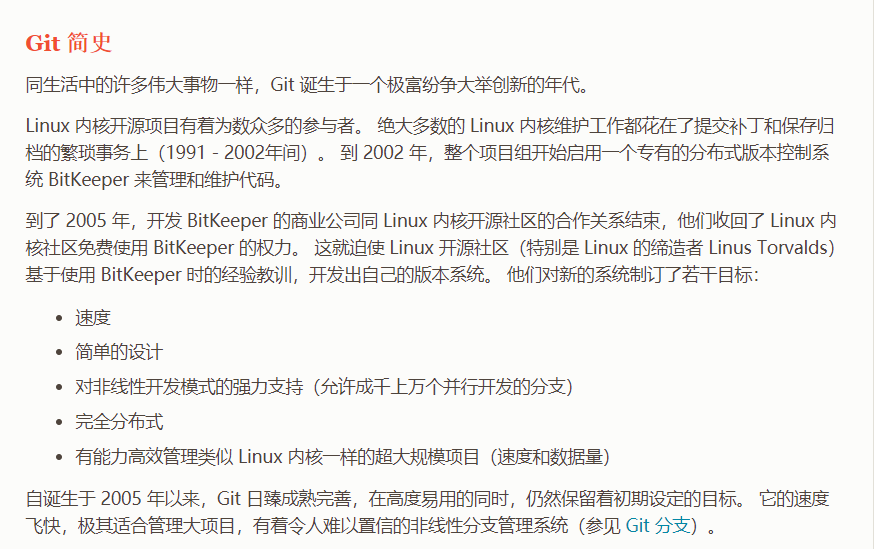 Git 简史
同生活中的许多伟大事物一样，Git 诞生于一个极富纷争大举创新的年代。
Linux 内核开源项目有着为数众多的参与者。 绝大多数的 Linux 内核维护工作都花在了提交补丁和保存归
档的繁琐事务上（1991－2002年间）。 到 2002 年，整个项目组开始启用一个专有的分布式版本控制系
统 BitKeeper 来管理和维护代码。
到了 2005 年，开发 BitKeeper 的商业公司同 Linux 内核开源社区的合作关系结束，他们收回了 Linux 内
核社区免费使用 BitKeeper 的权力。 这就迫使 Linux 开源社区（特别是 Linux 的缔造者 Linus Torvalds）
基于使用 BitKeeper 时的经验教训，开发出自己的版本系统。 他们对新的系统制订了若干目标：
• 速度
• 简单的设计
• 对非线性开发模式的强力支持（允许成千上万个并行开发的分支）
• 完全分布式
• 有能力高效管理类似 Linux 内核一样的超大规模项目（速度和数据量）
自诞生于 2005 年以来，Git 日臻成熟完善，在高度易用的同时，仍然保留着初期设定的目标。 它的速度
飞快，极其适合管理大项目，有着令人难以置信的非线性分支管理系统（参见 Git 分支）。